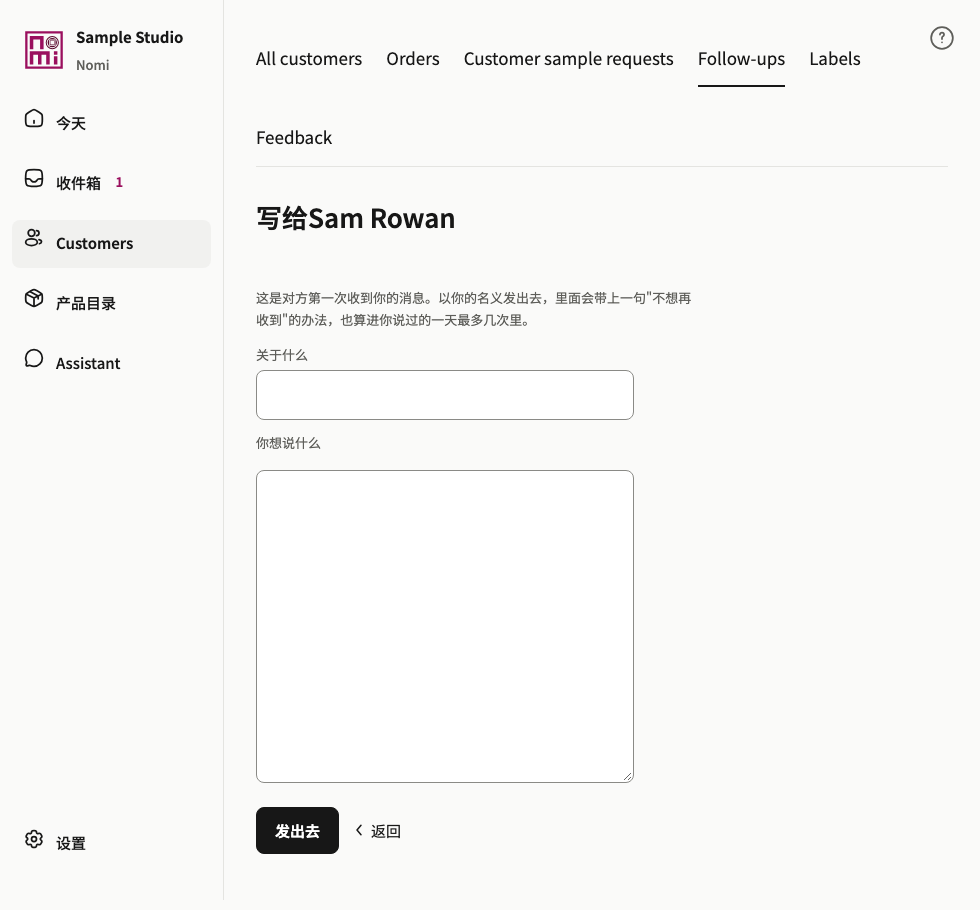 Sample Studio
Nomi
今天
收件箱 1
Customers
产品目录
Assistant
设置
All customers
Orders
Customer sample requests
Follow-ups
Labels
Feedback
写给Sam Rowan
这是对方第一次收到你的消息。以你的名义发出去，里面会带上一句"不想再
收到"的办法，也算进你说过的一天最多几次里。
关于什么
你想说什么
发出去
返回